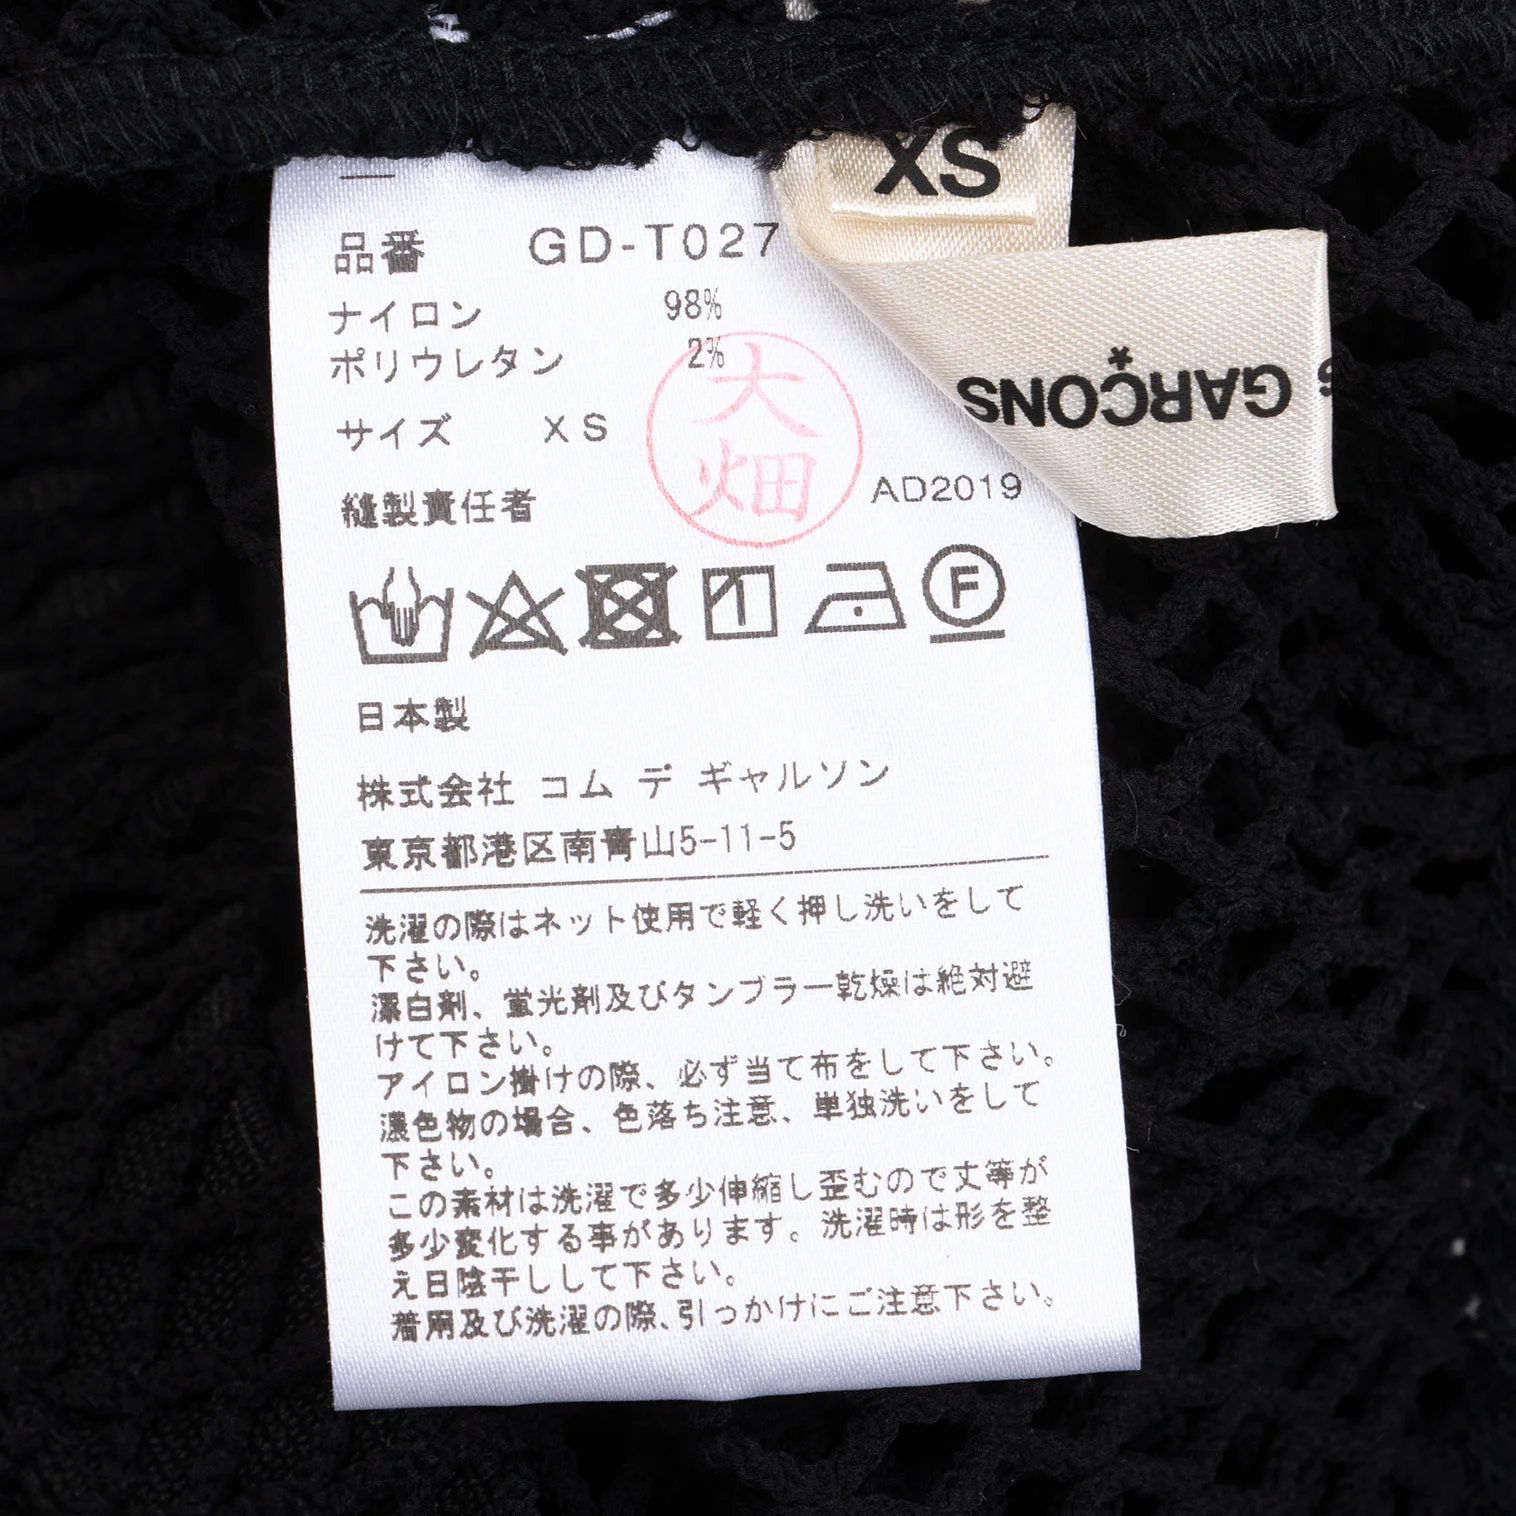 XS
GARÇONS
品番 GD-T027
ナイロン 98%
ポリウレタン 2%
大畑
サイズ XS
縫製責任者
AD2019
F
日本製
株式会社 コム デ ギャルソン
東京都港区南青山5-11-5
洗濯の際はネット使用で軽く押し洗いをして
下さい。
漂白剤、蛍光剤及びタンブラー乾燥は絶対避
けて下さい。
アイロン掛けの際、必ず当て布をして下さい。
濃色物の場合、色落ち注意、単独洗いをして
下さい。
この素材は洗濯で多少伸縮し歪むので丈等が
多少変化する事があります。洗濯時は形を整
え日陰干しして下さい。
着用及び洗濯の際、引っかけにご注意下さい。